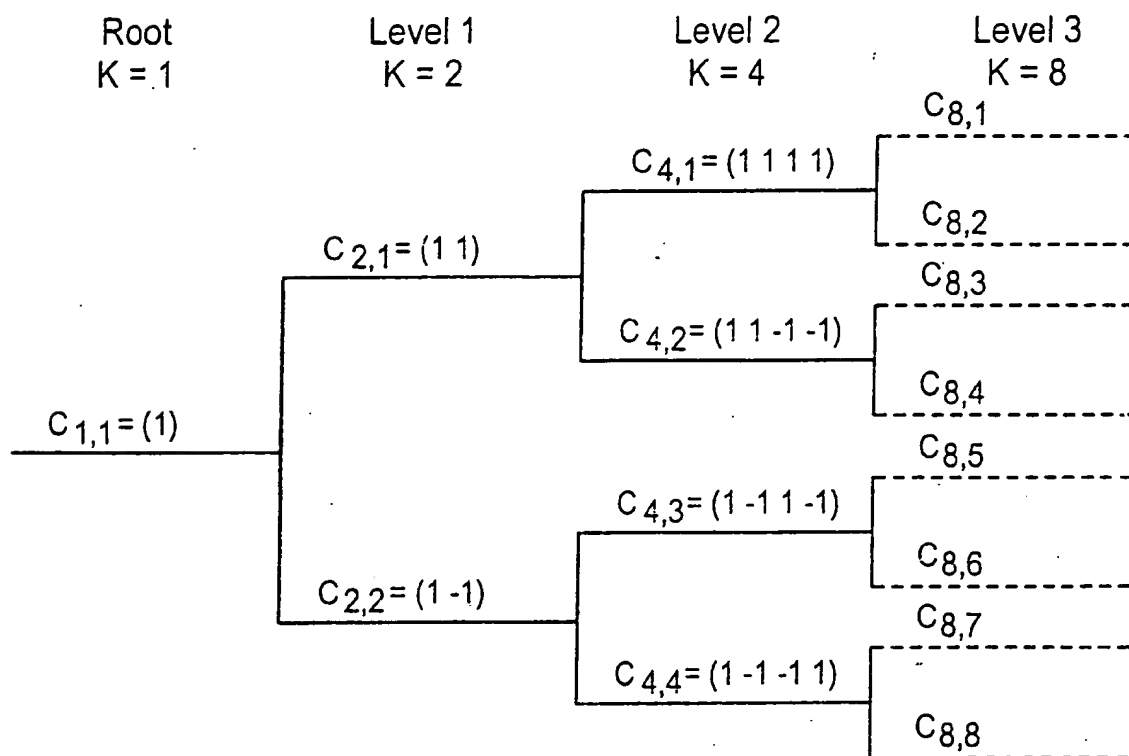 Root Level 1 Level 2 Level 3
K = 1 K = 2 K = 4 K = 8
C8,1
C4,1= (1 1 1 1)
C8,2
C2,1= (1 1)
C8,3
C4,2= (1 1 -1 -1)
C8,4
C1,1= (1)
C8,5
C4,3= (1 -1 1 -1)
C8,6
C2,2= (1 -1)
C8,7
C4,4= (1 -1 -1 1)
C8,8